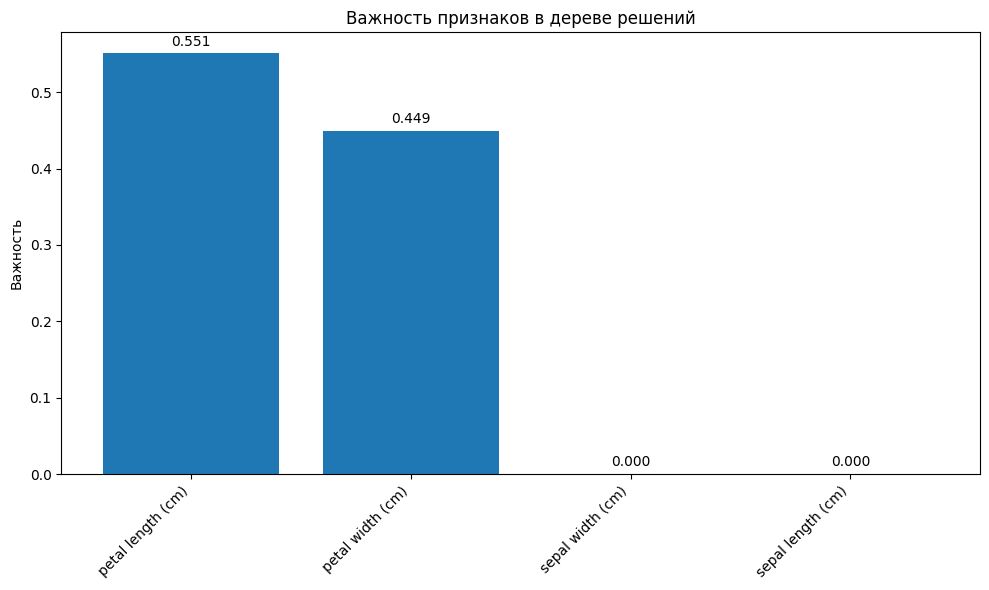 Важность признаков в дереве решений
0.551
0.449
0.000
0.000
Важность
0.5
0.4
0.3
0.2
0.1
0.0
petal length (cm)
petal width (cm)
sepal width (cm)
sepal length (cm)